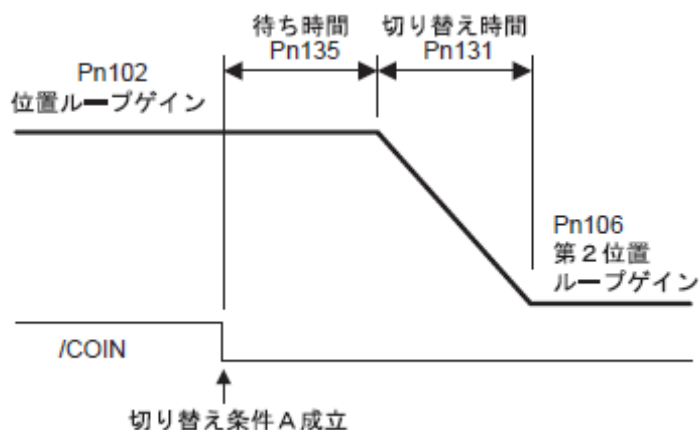 待ち時間
Pn135
切り替え時間
Pn131
Pn102
位置ループゲイン
Pn106
第２位置
ループゲイン
/COIN
切り替え条件Ａ成立